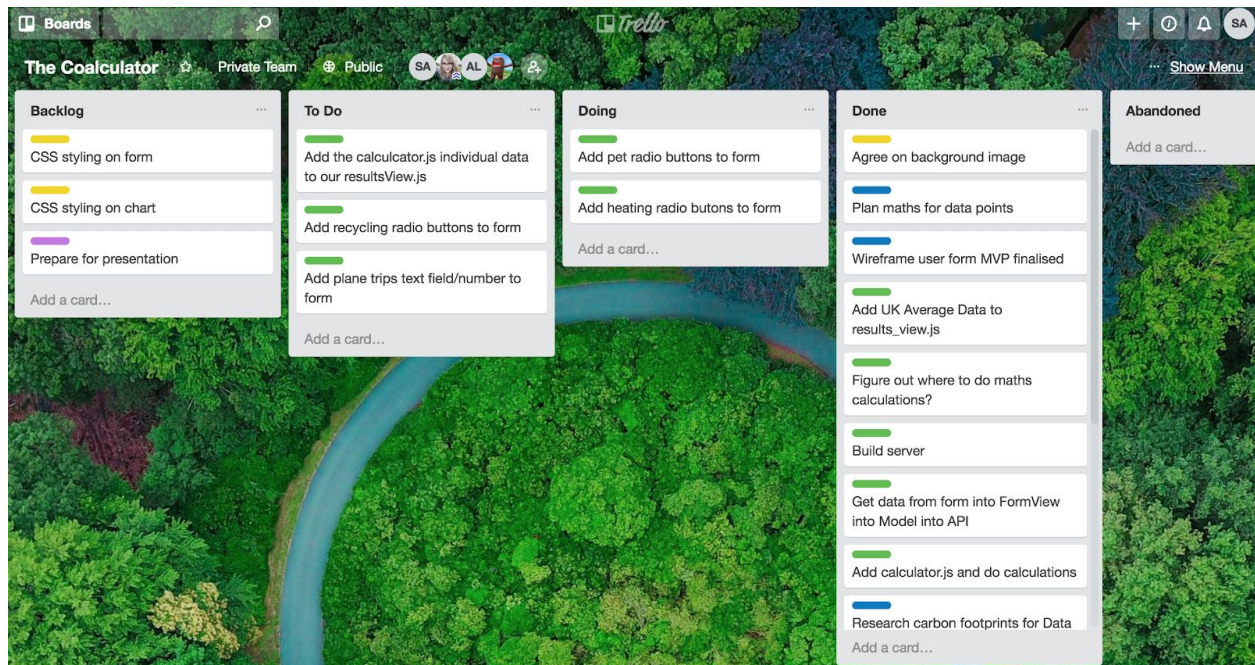 Boards
Trello
SA
The Coalculator
Private Team
Public
SA
AL
Show Menu
Backlog
CSS styling on form
CSS styling on chart
Prepare for presentation
Add a card...
To Do
Add the calculcator.js individual data
to our resultsView.js
Add recycling radio buttons to form
Add plane trips text field/number to
form
Add a card...
Doing
Add pet radio buttons to form
Add heating radio butons to form
Add a card...
Done
Agree on background image
Plan maths for data points
Wireframe user form MVP finalised
Add UK Average Data to
results_view.js
Figure out where to do maths
calculations?
Build server
Get data from form into FormView
into Model into API
Add calculator.js and do calculations
Research carbon footprints for Data
Add a card...
Abandoned
Add a card...